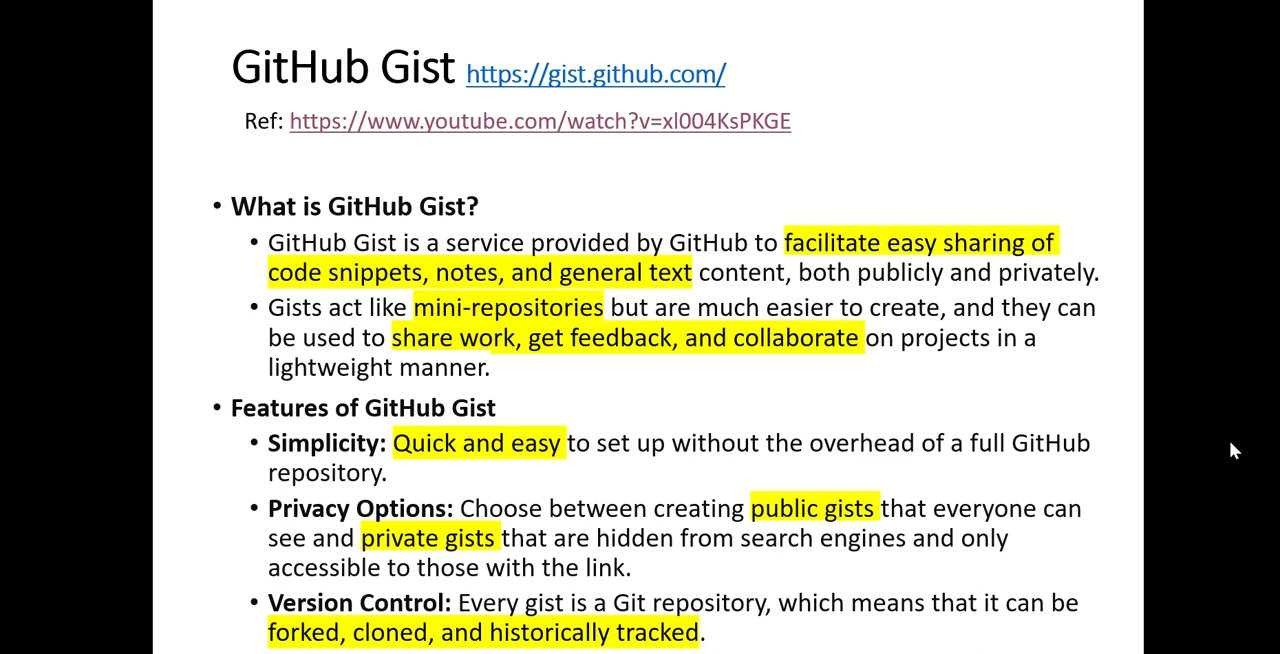 GitHub Gist https://gist.github.com/
Ref: https://www.youtube.com/watch?v=xl004KsPKGE
• What is GitHub Gist?
• GitHub Gist is a service provided by GitHub to facilitate easy sharing of
code snippets, notes, and general text content, both publicly and privately.
• Gists act like mini-repositories but are much easier to create, and they can
be used to share work, get feedback, and collaborate on projects in a
lightweight manner.
• Features of GitHub Gist
• Simplicity: Quick and easy to set up without the overhead of a full GitHub
repository.
• Privacy Options: Choose between creating public gists that everyone can
see and private gists that are hidden from search engines and only
accessible to those with the link.
• Version Control: Every gist is a Git repository, which means that it can be
forked, cloned, and historically tracked.